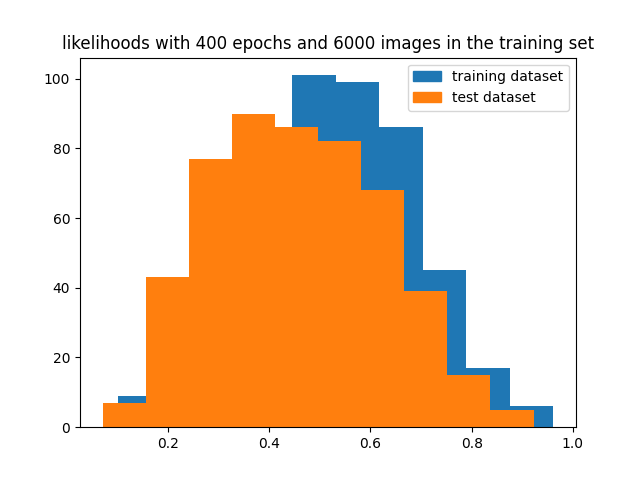 likelihoods with 400 epochs and 6000 images in the training set
training dataset
test dataset
100
80
60
40
20
0
0.2 0.4 0.6 0.8 1.0